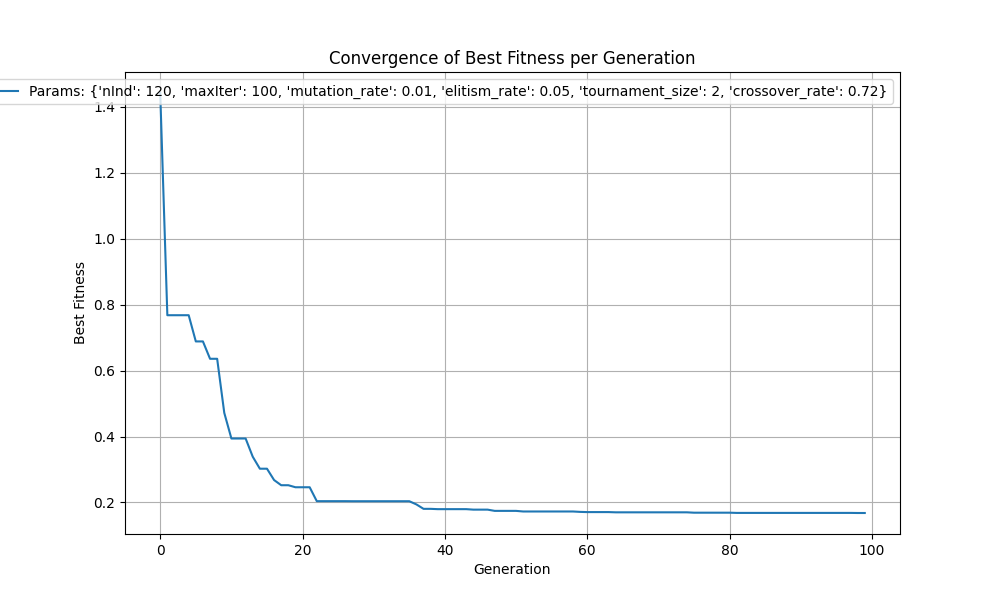 Convergence of Best Fitness per Generation
Params: {'nInd': 120, 'maxIter': 100, 'mutation_rate': 0.01, 'elitism_rate': 0.05, 'tournament_size': 2, 'crossover_rate': 0.72}
1.4
1.2
1.0
0.8
0.6
0.4
0.2
Best Fitness
0 20 40 60 80 100
Generation